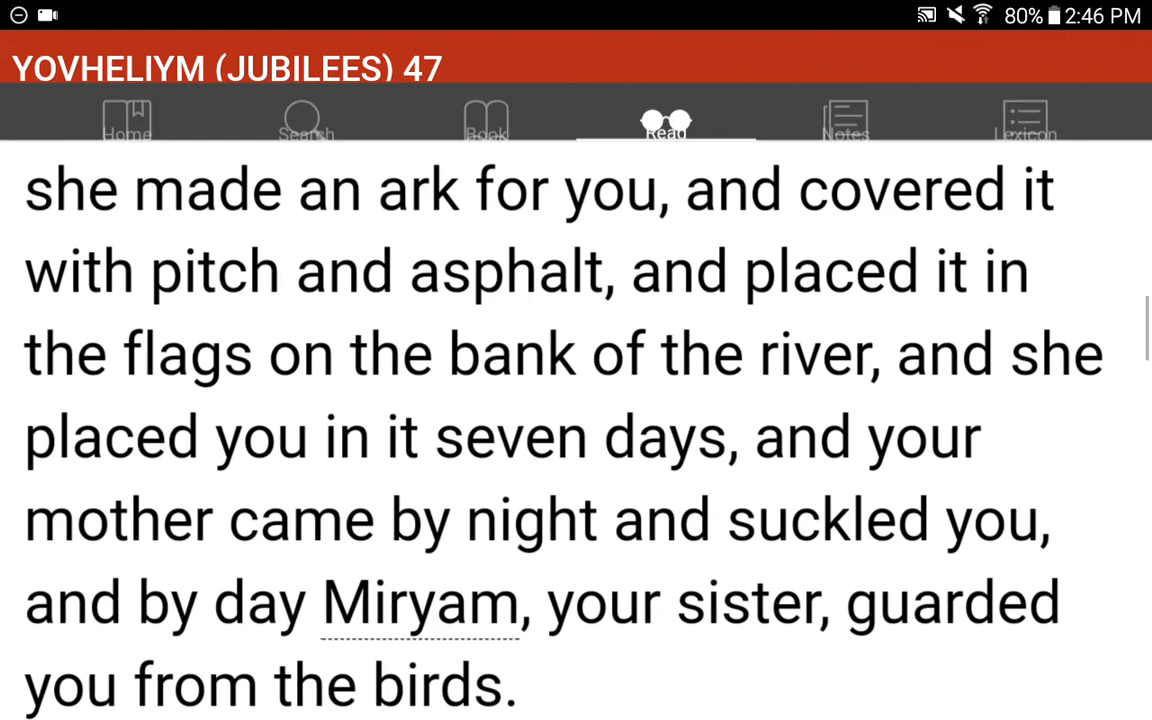 80% 2:46 PM
YOVHELIYM (JUBILEES) 47
Home Search Book Read Notes Lexicon
she made an ark for you, and covered it
with pitch and asphalt, and placed it in
the flags on the bank of the river, and she
placed you in it seven days, and your
mother came by night and suckled you,
and by day Miryam, your sister, guarded
you from the birds.